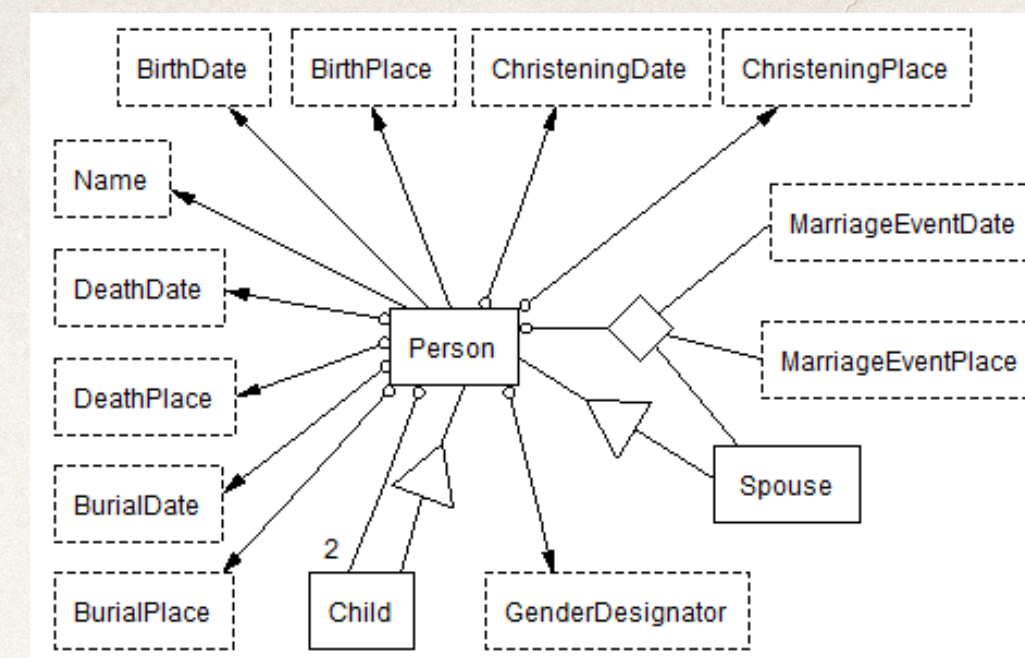 BirthDate
BirthPlace
ChristeningDate
ChristeningPlace
Name
MarriageEventDate
DeathDate
Person
MarriageEventPlace
DeathPlace
Spouse
BurialDate
2
BurialPlace
Child
GenderDesignator